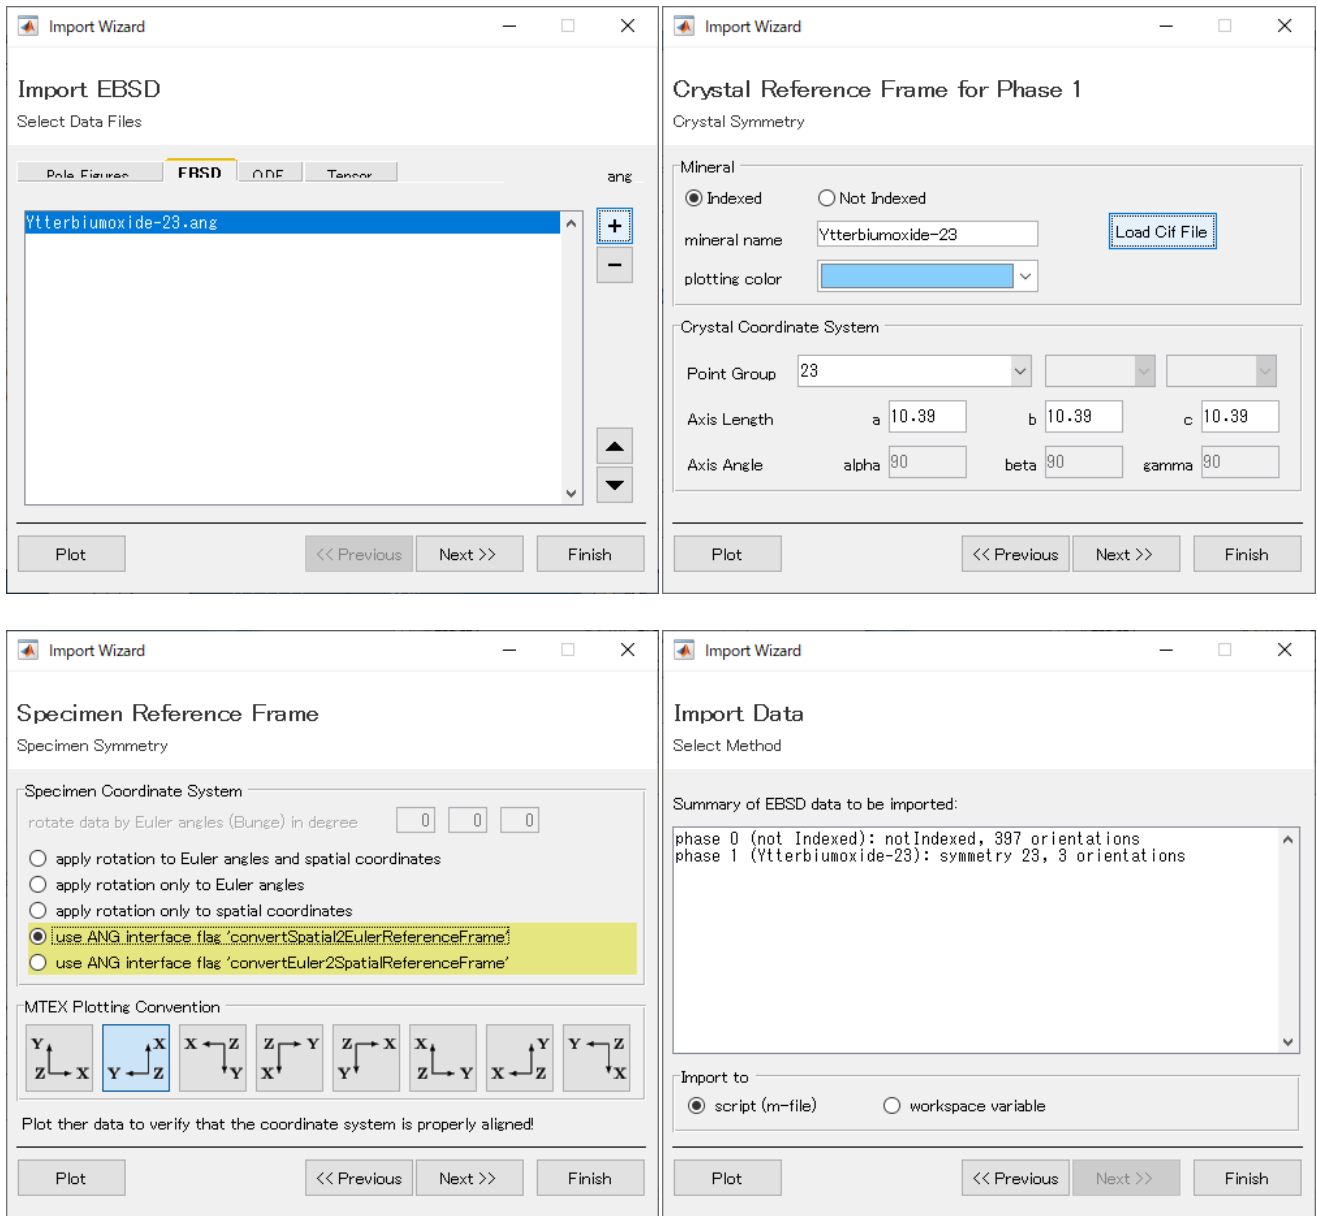 Import Wizard
Import EBSD
Select Data Files
Pole Figures EBSD ODF Tensor
ang
Ytterbiumoxide-23.ang
+
−
Plot << Previous Next >> Finish
Import Wizard
Crystal Reference Frame for Phase 1
Crystal Symmetry
Mineral
Indexed Not Indexed
mineral name Ytterbiumoxide-23 Load Cif File
plotting color
Crystal Coordinate System
Point Group 23
Axis Length a 10.39 b 10.39 c 10.39
Axis Angle alpha 90 beta 90 gamma 90
Plot << Previous Next >> Finish
Import Wizard
Specimen Reference Frame
Specimen Symmetry
Specimen Coordinate System
rotate data by Euler angles (Bunge) in degree 0 0 0
apply rotation to Euler angles and spatial coordinates
apply rotation only to Euler angles
apply rotation only to spatial coordinates
use ANG interface flag 'convertSpatial2EulerReferenceFrame'
use ANG interface flag 'convertEuler2SpatialReferenceFrame'
MTEX Plotting Convention
Y X X Z Z Y Z X X Y Y Z
Z X Y Z Y X Y Z Y X Z X
Plot ther data to verify that the coordinate system is properly aligned!
Plot << Previous Next >> Finish
Import Wizard
Import Data
Select Method
Summary of EBSD data to be imported:
phase 0 (not Indexed): notIndexed, 397 orientations
phase 1 (Ytterbiumoxide-23): symmetry 23, 3 orientations
Import to
script (m-file) workspace variable
Plot << Previous Next >> Finish